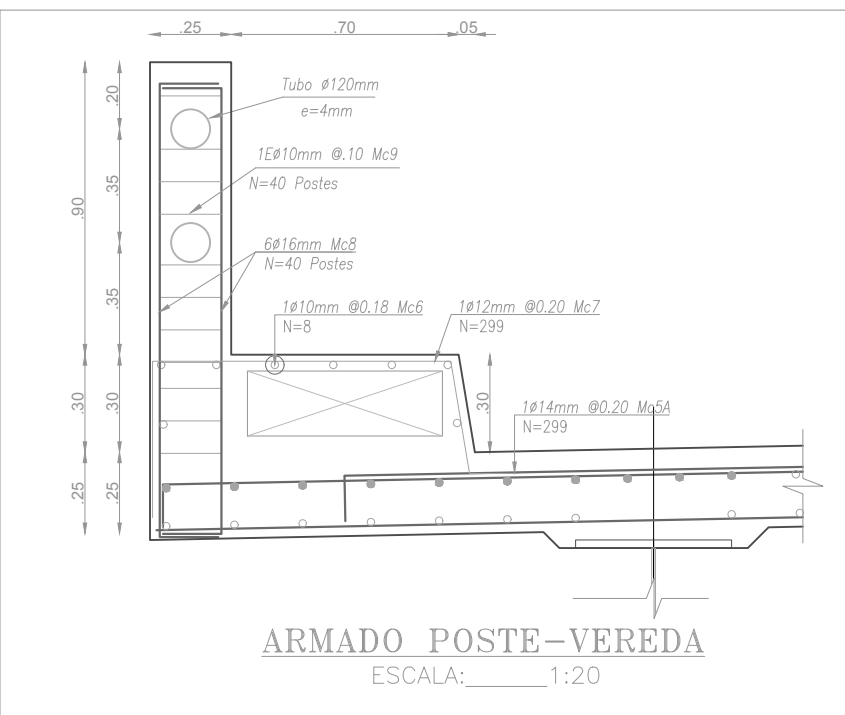 .25
.70
.05
.20
.35
.35
.30
.25
.90
.30
.25
Tubo ø120mm
e=4mm
1Eø10mm @.10 Mc9
N=40 Postes
6ø16mm Mc8
N=40 Postes
1ø10mm @0.18 Mc6
N=8
1ø12mm @0.20 Mc7
N=299
.30
1ø14mm @0.20 Mc5A
N=299
ARMADO POSTE-VEREDA
ESCALA:______1:20